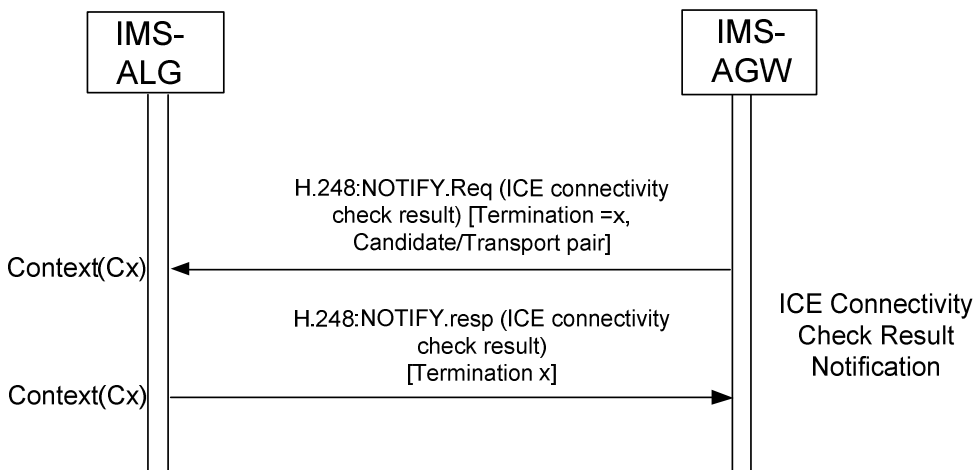 IMS-
ALG
IMS-
AGW
H.248:NOTIFY.Req (ICE connectivity
check result) [Termination =x,
Candidate/Transport pair]
Context(Cx)
H.248:NOTIFY.resp (ICE connectivity
check result)
[Termination x]
Context(Cx)
ICE Connectivity
Check Result
Notification